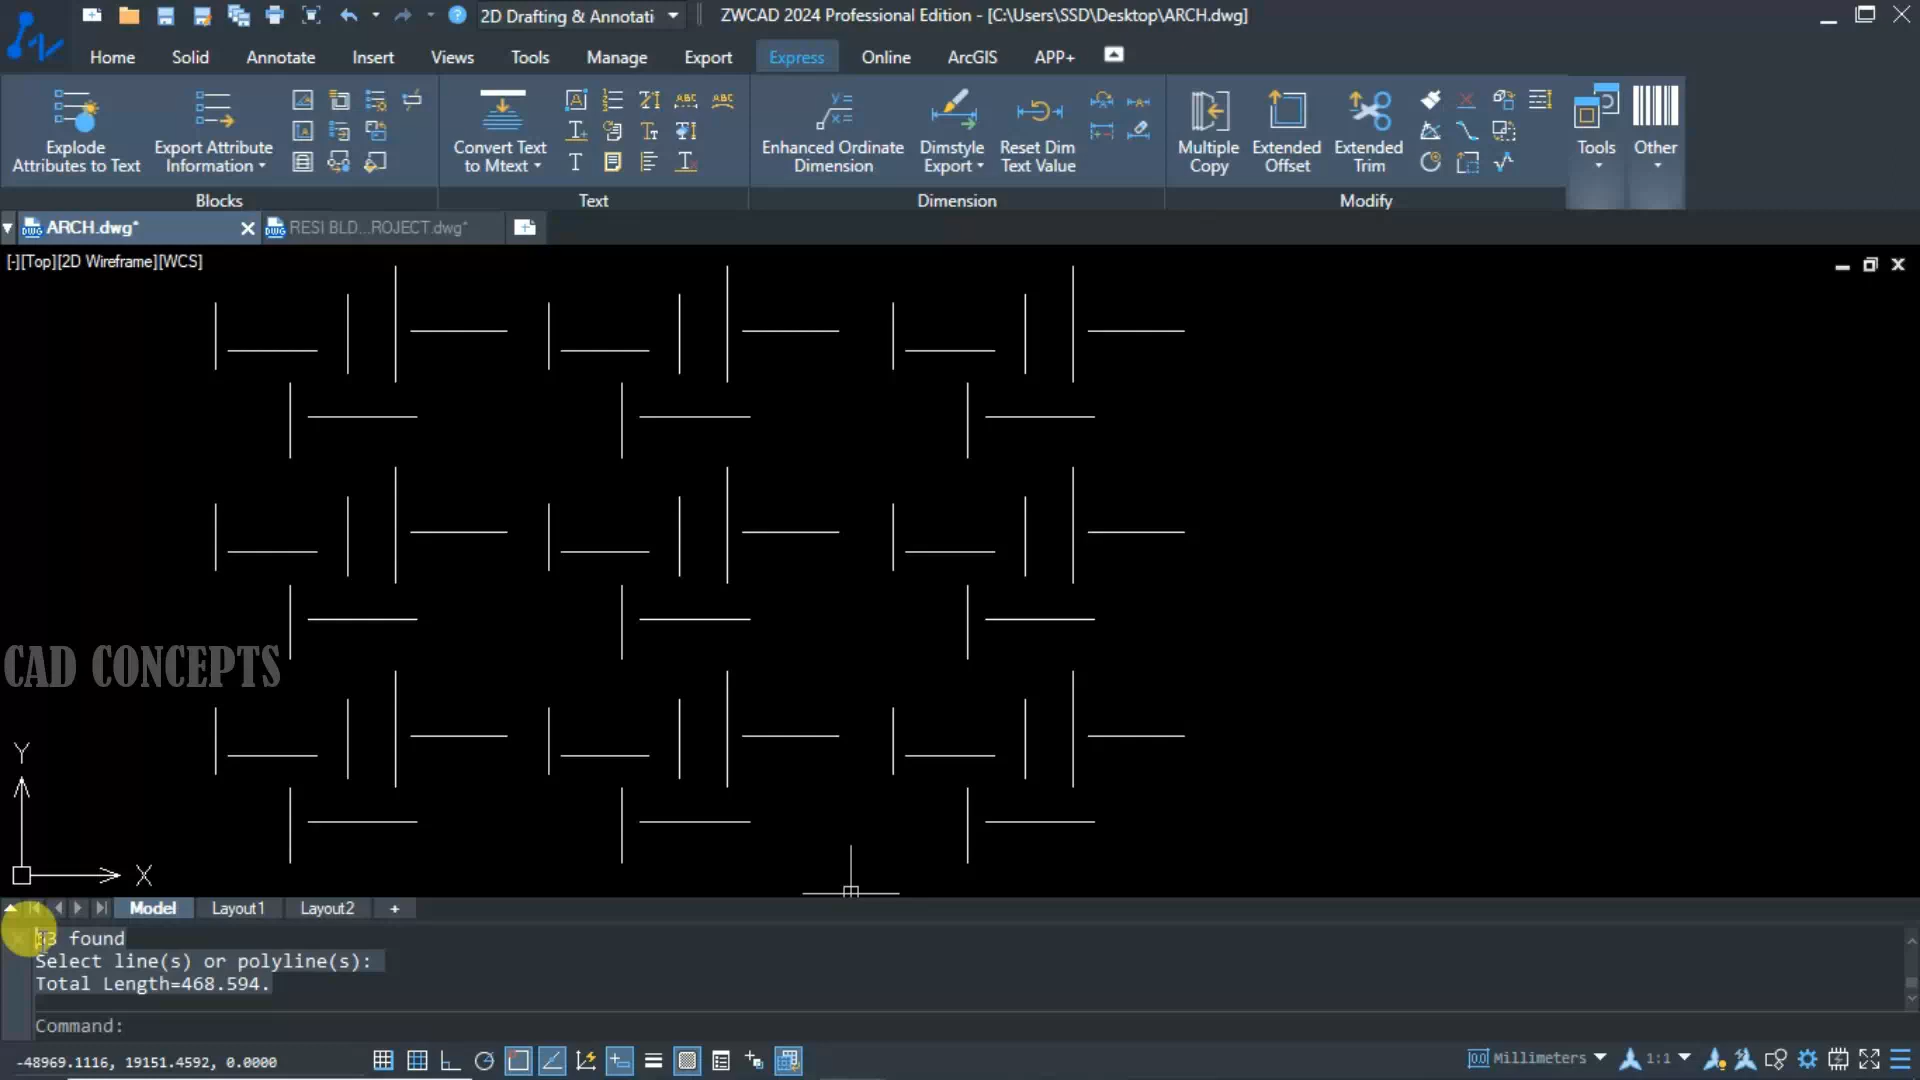 2D Drafting & Annotati
ZWCAD 2024 Professional Edition - [C:\Users\SSD\Desktop\ARCH.dwg]
Home Solid Annotate Insert Views Tools Manage Export Express Online ArcGIS APP+
Explode Attributes to Text
Export Attribute Information
Convert Text to Mtext
Enhanced Ordinate Dimension
Dimstyle Export
Reset Dim Text Value
Multiple Copy
Extended Offset
Extended Trim
Tools
Other
Blocks Text Dimension Modify
ARCH.dwg*
RESI BLD...ROJECT.dwg*
[-][Top][2D Wireframe][WCS]
CAD CONCEPTS
Y
X
Model Layout1 Layout2 +
found
Select line(s) or polyline(s):
Total Length=468.594.
Command:
-48969.1116, 19151.4592, 0.0000
Millimeters
1:1